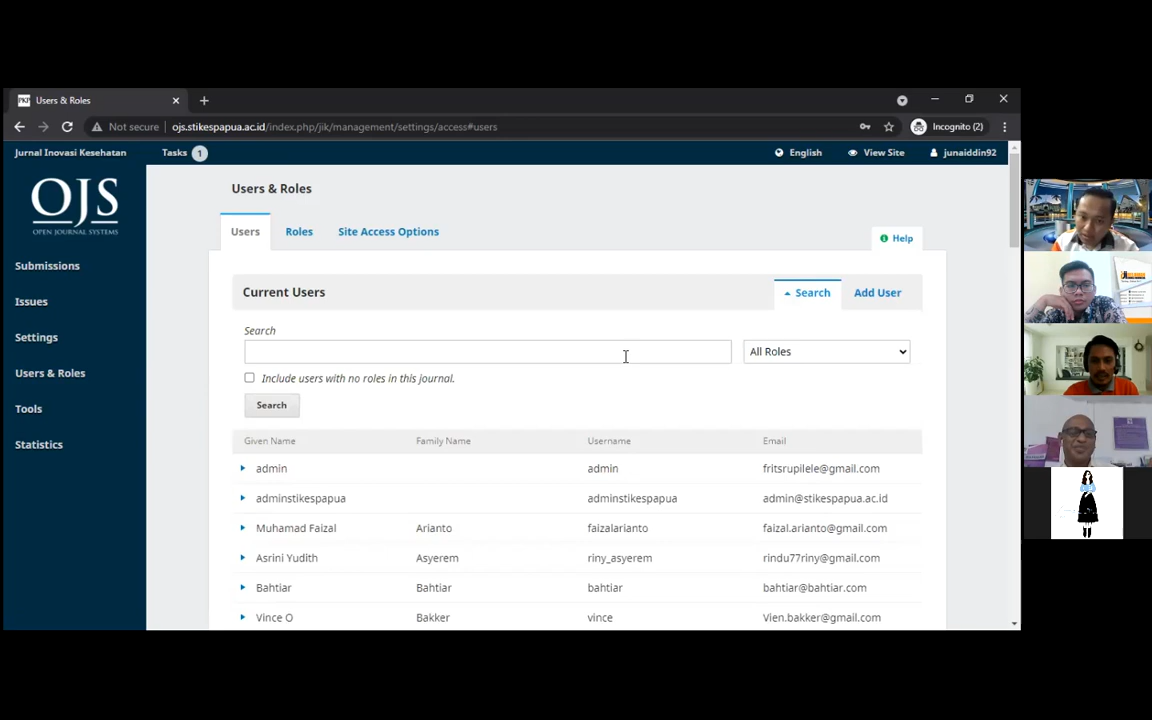 Users & Roles
Not secure
ojs.stikespapua.ac.id/index.php/jik/management/settings/access#users
Incognito (2)
Jurnal Inovasi Kesehatan
Tasks 1
English
View Site
junaiddin92
OJS
OPEN JOURNAL SYSTEMS
Submissions
Issues
Settings
Users & Roles
Tools
Statistics
Users & Roles
Users
Roles
Site Access Options
Help
Current Users
Search
Add User
Search
All Roles
Include users with no roles in this journal.
Search
Given Name Family Name Username Email
admin admin fritsrupilele@gmail.com
adminstikespapua adminstikespapua admin@stikespapua.ac.id
Muhamad Faizal Arianto faizalarianto faizal.arianto@gmail.com
Asrini Yudith Asyerem riny_asyerem rindu77riny@gmail.com
Bahtiar Bahtiar bahtiar bahtiar@bahtiar.com
Vince O Bakker vince Vien.bakker@gmail.com